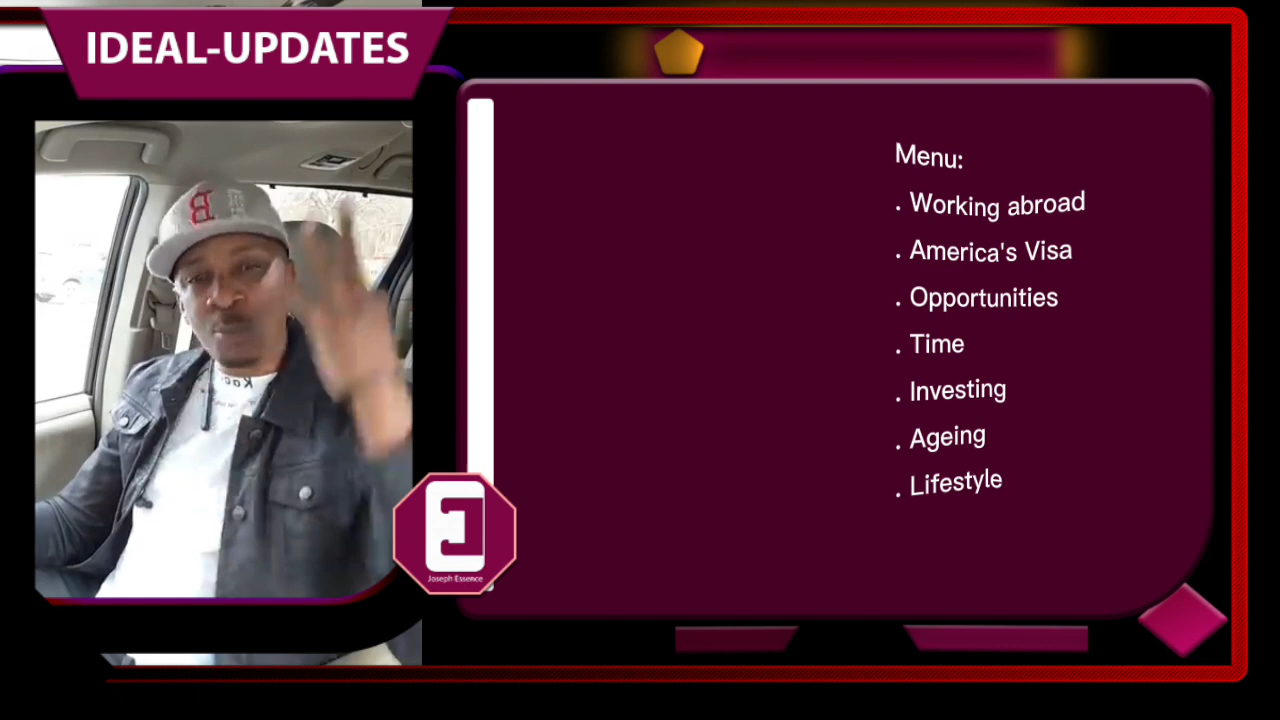 IDEAL-UPDATES
Menu:
. Working abroad
. America's Visa
. Opportunities
. Time
. Investing
. Ageing
. Lifestyle
Joseph Essence